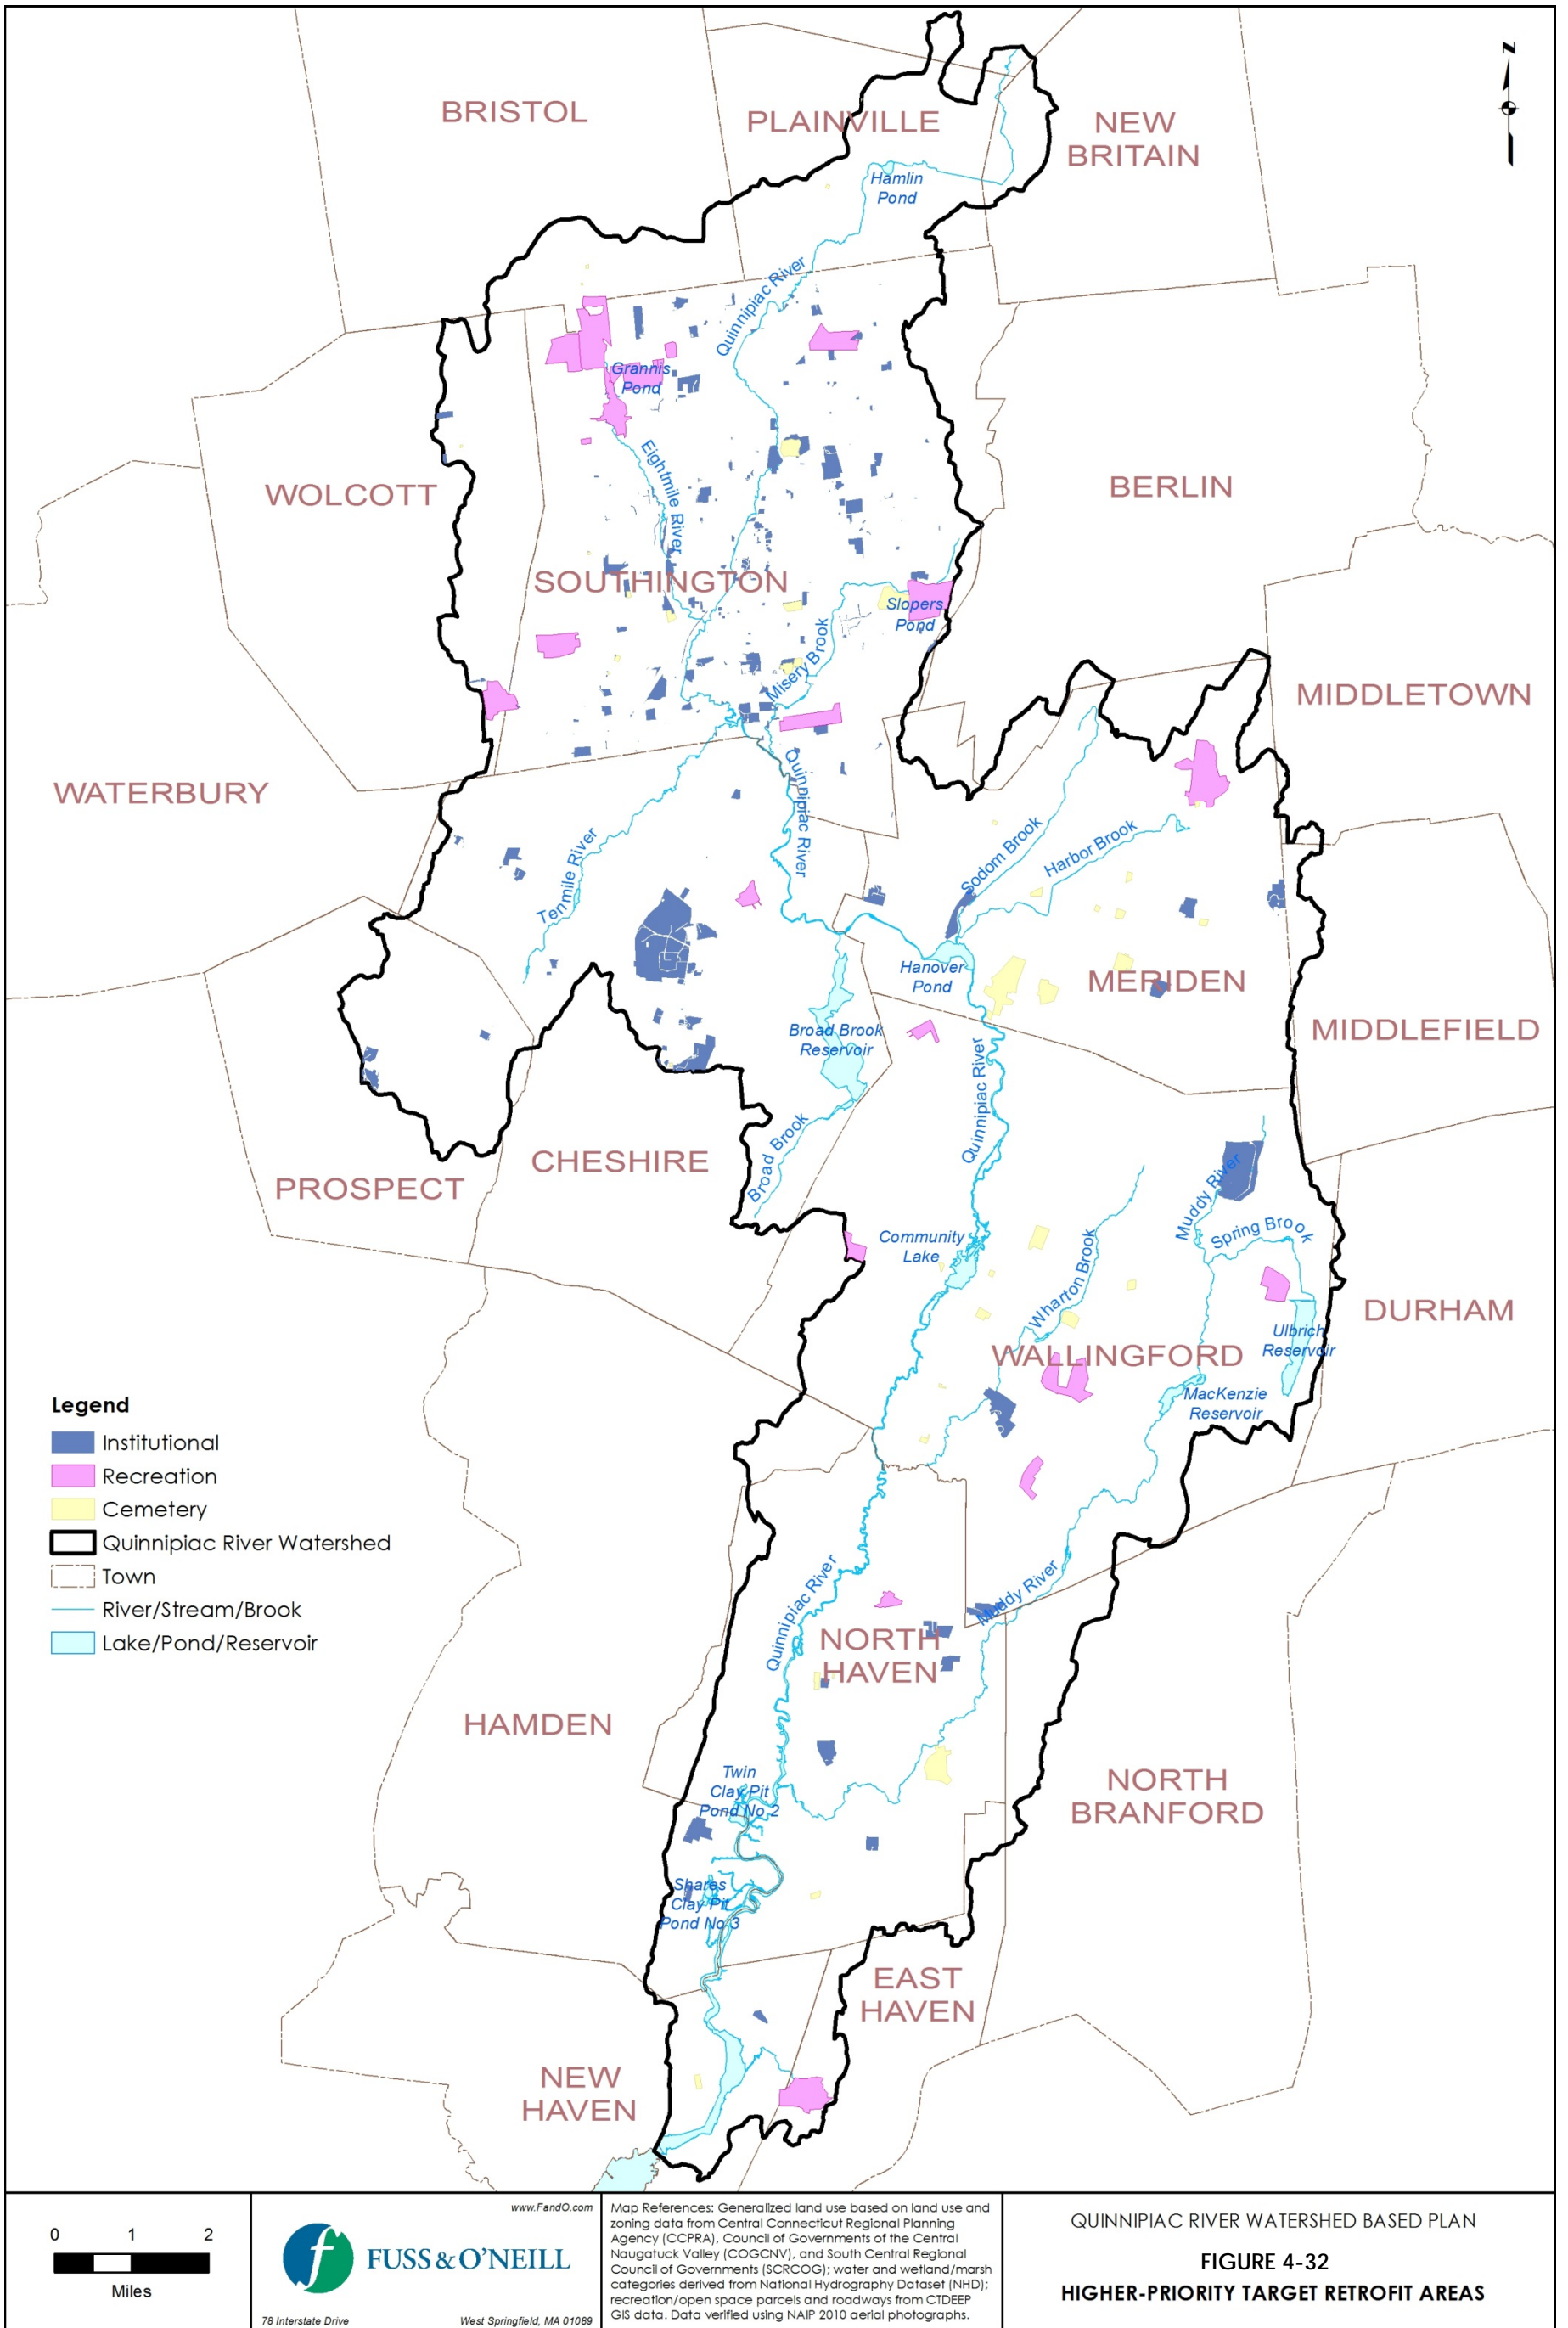 N
BRISTOL
PLAINVILLE
NEW
BRITAIN
Hamlin
Pond
Quinnipiac River
Grannis
Pond
Eightmile River
WOLCOTT
BERLIN
SOUTHINGTON
Slopers
Pond
Misery Brook
MIDDLETOWN
WATERBURY
Quinnipiac River
Tenmile River
Sodom Brook
Harbor Brook
Hanover
Pond
MERIDEN
MIDDLEFIELD
Broad Brook
Reservoir
Quinnipiac River
Broad Brook
CHESHIRE
PROSPECT
Muddy River
Spring Brook
Community
Lake
Wharton Brook
DURHAM
Ulbrich
Reservoir
WALLINGFORD
MacKenzie
Reservoir
Legend
Institutional
Recreation
Cemetery
Quinnipiac River Watershed
Town
River/Stream/Brook
Lake/Pond/Reservoir
Quinnipiac River
Muddy River
NORTH
HAVEN
HAMDEN
Twin
Clay Pit
Pond No 2
NORTH
BRANFORD
Shares
Clay Pit
Pond No 3
EAST
HAVEN
NEW
HAVEN
0 1 2
Miles
www.FandO.com
f
FUSS & O'NEILL
78 Interstate Drive
West Springfield, MA 01089
Map References: Generalized land use based on land use and
zoning data from Central Connecticut Regional Planning
Agency (CCPRA), Council of Governments of the Central
Naugatuck Valley (COGCNV), and South Central Regional
Council of Governments (SCRCOG); water and wetland/marsh
categories derived from National Hydrography Dataset (NHD);
recreation/open space parcels and roadways from CTDEEP
GIS data. Data verified using NAIP 2010 aerial photographs.
QUINNIPIAC RIVER WATERSHED BASED PLAN
FIGURE 4-32
HIGHER-PRIORITY TARGET RETROFIT AREAS